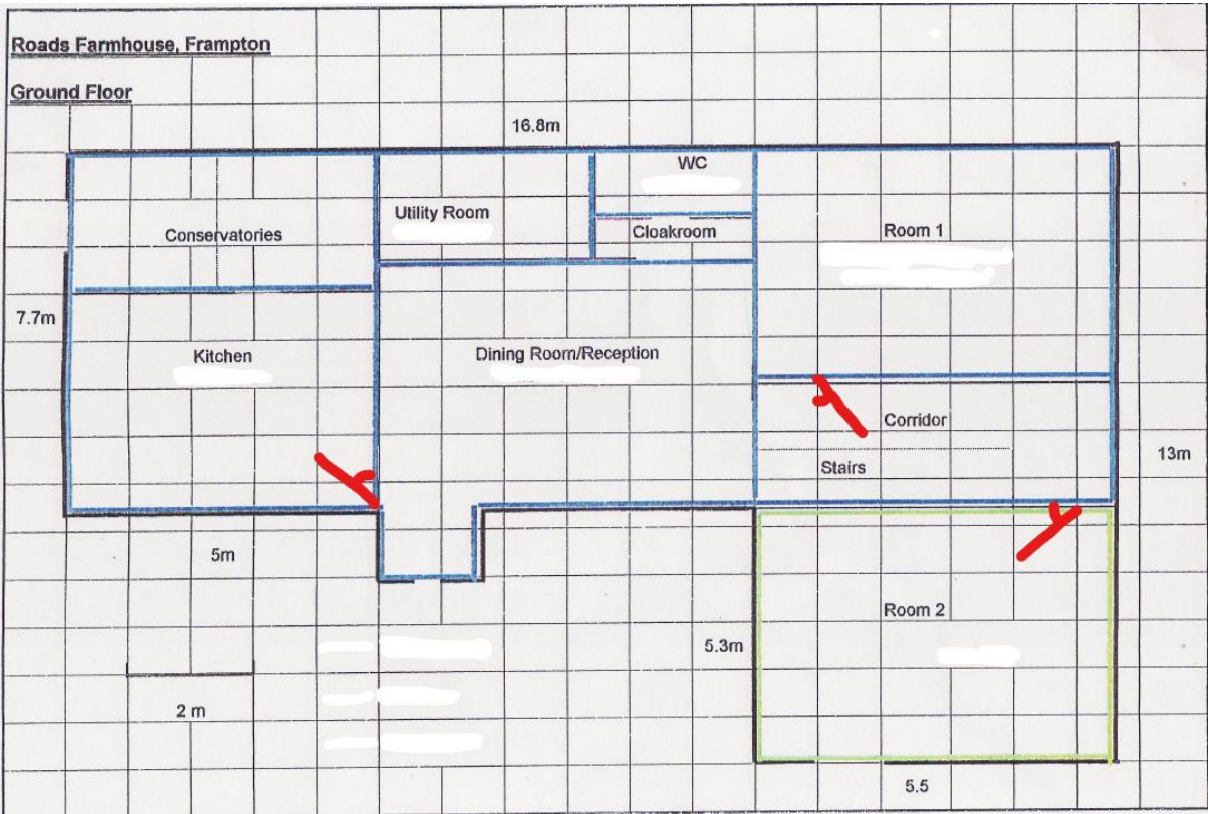 Roads Farmhouse, Frampton
Ground Floor
16.8m
WC
Utility Room
Cloakroom
Conservatories
Room 1
7.7m
Kitchen
Dining Room/Reception
Corridor
Stairs
13m
5m
Room 2
5.3m
2 m
5.5